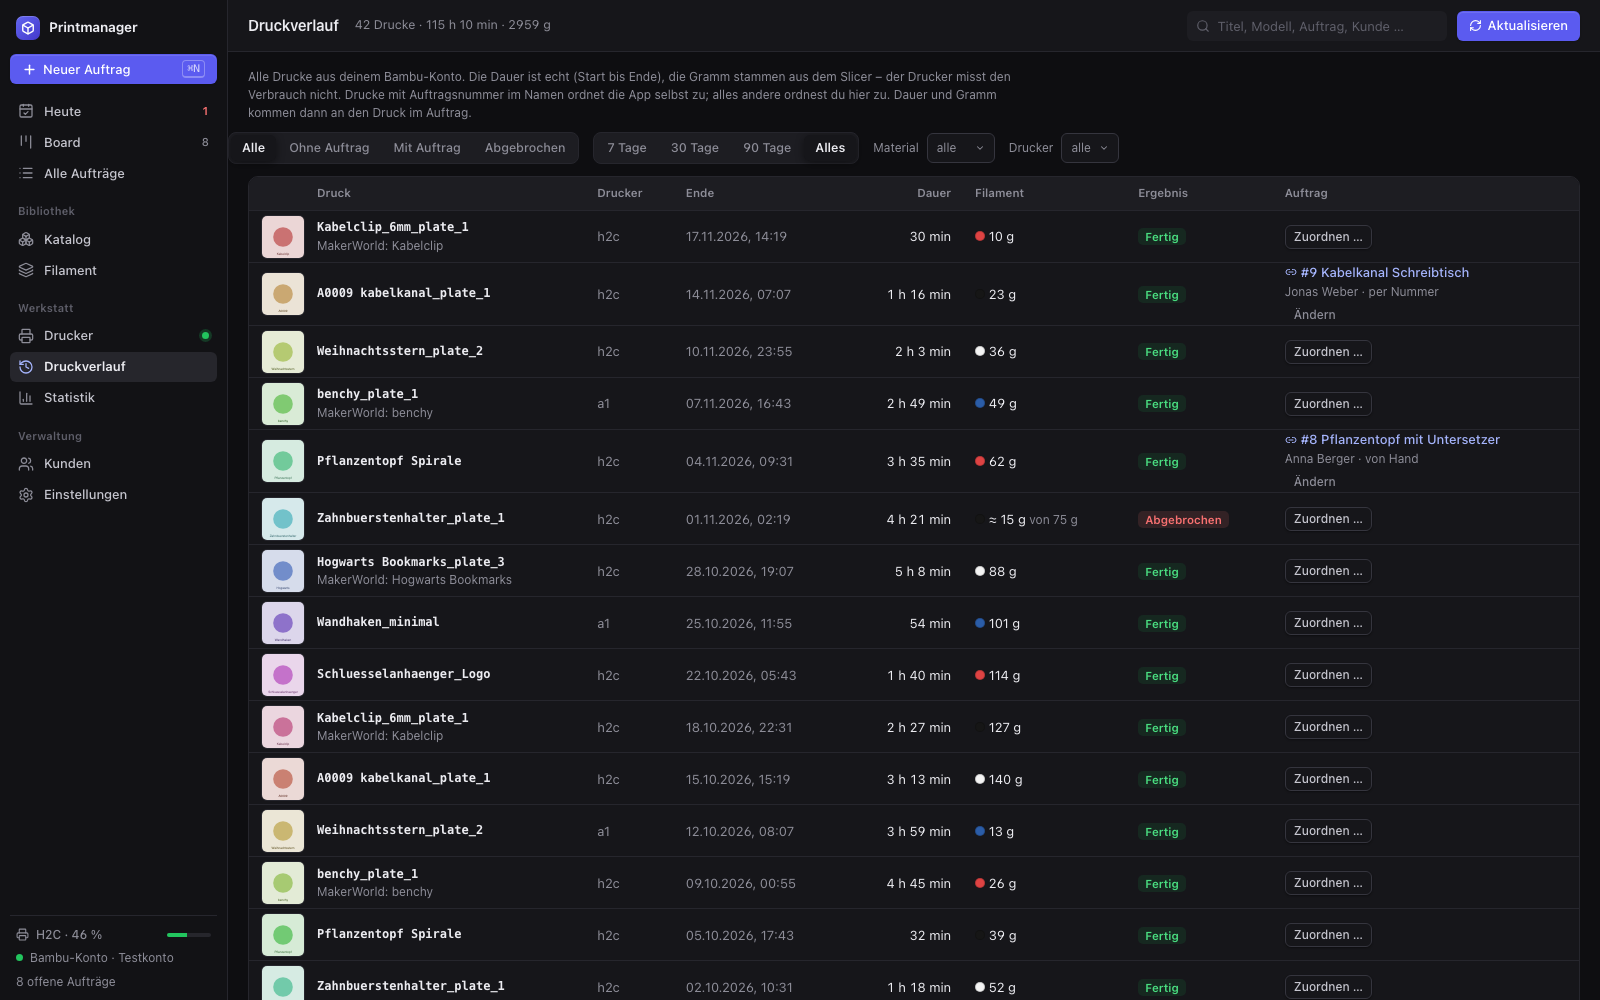 Printmanager
Neuer Auftrag ⌘N
Heute 1
Board 8
Alle Aufträge
Bibliothek
Katalog
Filament
Werkstatt
Drucker
Druckverlauf
Statistik
Verwaltung
Kunden
Einstellungen
H2C · 46 %
Bambu-Konto · Testkonto
8 offene Aufträge
Druckverlauf 42 Drucke · 115 h 10 min · 2959 g
Titel, Modell, Auftrag, Kunde ...
Aktualisieren
Alle Drucke aus deinem Bambu-Konto. Die Dauer ist echt (Start bis Ende), die Gramm stammen aus dem Slicer – der Drucker misst den
Verbrauch nicht. Drucke mit Auftragsnummer im Namen ordnet die App selbst zu; alles andere ordnest du hier zu. Dauer und Gramm
kommen dann an den Druck im Auftrag.
Alle Ohne Auftrag Mit Auftrag Abgebrochen 7 Tage 30 Tage 90 Tage Alles Material alle Drucker alle
Druck Drucker Ende Dauer Filament Ergebnis Auftrag
Kabelclip_6mm_plate_1
MakerWorld: Kabelclip
h2c 17.11.2026, 14:19 30 min 10 g Fertig Zuordnen ...
A0009 kabelkanal_plate_1 h2c 14.11.2026, 07:07 1 h 16 min 23 g Fertig
#9 Kabelkanal Schreibtisch
Jonas Weber · per Nummer
Ändern
Weihnachtsstern_plate_2 h2c 10.11.2026, 23:55 2 h 3 min 36 g Fertig Zuordnen ...
benchy_plate_1
MakerWorld: benchy
a1 07.11.2026, 16:43 2 h 49 min 49 g Fertig Zuordnen ...
Pflanzentopf Spirale h2c 04.11.2026, 09:31 3 h 35 min 62 g Fertig
#8 Pflanzentopf mit Untersetzer
Anna Berger · von Hand
Ändern
Zahnbuerstenhalter_plate_1 h2c 01.11.2026, 02:19 4 h 21 min ≈ 15 g von 75 g Abgebrochen Zuordnen ...
Hogwarts Bookmarks_plate_3
MakerWorld: Hogwarts Bookmarks
h2c 28.10.2026, 19:07 5 h 8 min 88 g Fertig Zuordnen ...
Wandhaken_minimal a1 25.10.2026, 11:55 54 min 101 g Fertig Zuordnen ...
Schluesselanhaenger_Logo h2c 22.10.2026, 05:43 1 h 40 min 114 g Fertig Zuordnen ...
Kabelclip_6mm_plate_1
MakerWorld: Kabelclip
h2c 18.10.2026, 22:31 2 h 27 min 127 g Fertig Zuordnen ...
A0009 kabelkanal_plate_1 h2c 15.10.2026, 15:19 3 h 13 min 140 g Fertig Zuordnen ...
Weihnachtsstern_plate_2 a1 12.10.2026, 08:07 3 h 59 min 13 g Fertig Zuordnen ...
benchy_plate_1
MakerWorld: benchy
h2c 09.10.2026, 00:55 4 h 45 min 26 g Fertig Zuordnen ...
Pflanzentopf Spirale h2c 05.10.2026, 17:43 32 min 39 g Fertig Zuordnen ...
Zahnbuerstenhalter_plate_1 h2c 02.10.2026, 10:31 1 h 18 min 52 g Fertig Zuordnen ...